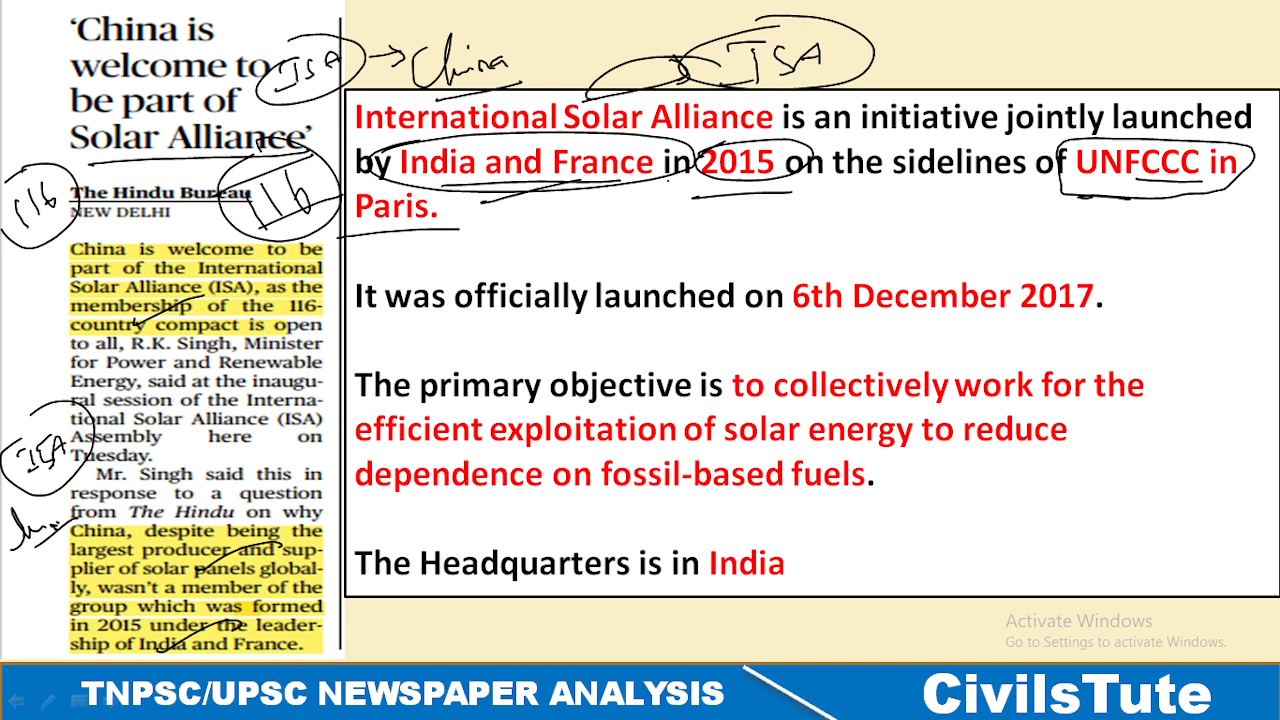 'China is
welcome to
be part of
Solar Alliance'
The Hindu Bureau
NEW DELHI
China is welcome to be
part of the International
Solar Alliance (ISA), as the
membership of the 116-
country compact is open
to all, R.K. Singh, Minister
for Power and Renewable
Energy, said at the inaugu-
ral session of the Interna-
tional Solar Alliance (ISA)
Assembly here on
Tuesday.
Mr. Singh said this in
response to a question
from The Hindu on why
China, despite being the
largest producer and sup-
plier of solar panels global-
ly, wasn't a member of the
group which was formed
in 2015 under the leader-
ship of India and France.
116
116
ISA
ISA → China
ISA
International Solar Alliance is an initiative jointly launched
by India and France in 2015 on the sidelines of UNFCCC in
Paris.
It was officially launched on 6th December 2017.
The primary objective is to collectively work for the
efficient exploitation of solar energy to reduce
dependence on fossil-based fuels.
The Headquarters is in India
Activate Windows
Go to Settings to activate Windows.
TNPSC/UPSC NEWSPAPER ANALYSIS
CivilsTute